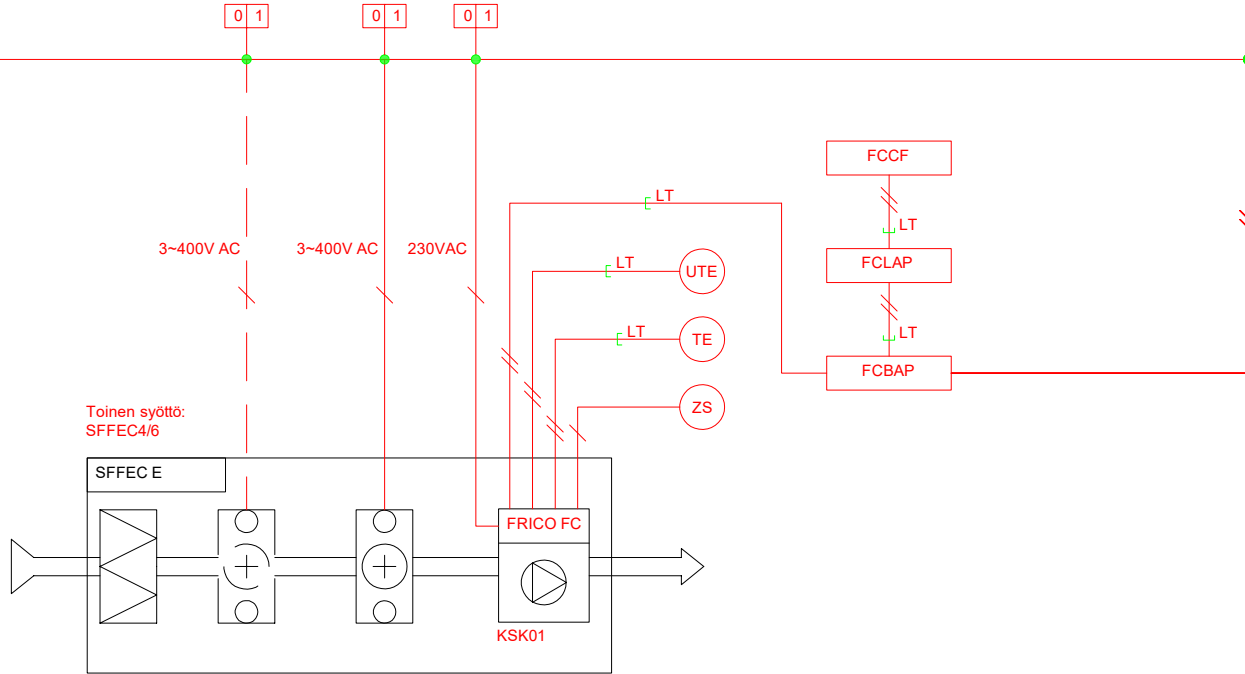 0 1
0 1
0 1
FCCF
LT
LT
3~400V AC
3~400V AC
230VAC
LT
FCLAP
UTE
LT
LT
TE
FCBAP
ZS
Toinen syöttö:
SFFEC4/6
SFFEC E
FRICO FC
KSK01